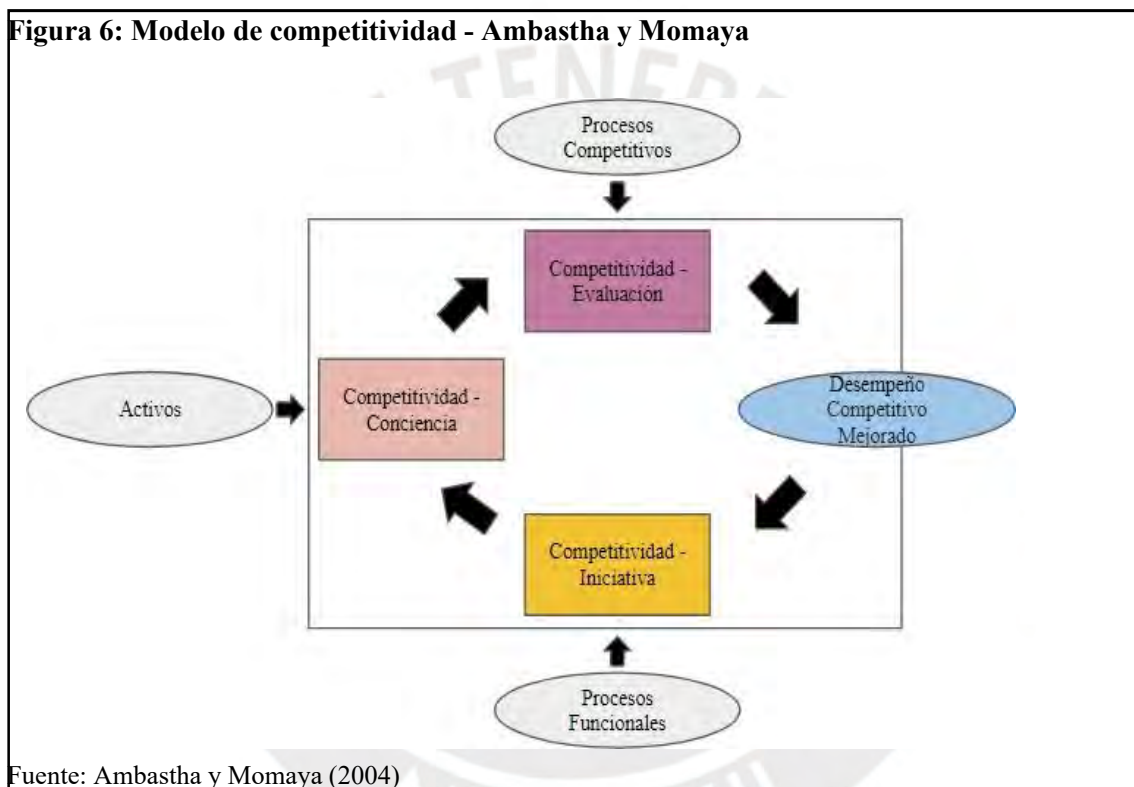 Figura 6: Modelo de competitividad - Ambastha y Momaya
Procesos
Competitivos
Competitividad -
Evaluación
Activos
Competitividad -
Conciencia
Desempeño
Competitivo
Mejorado
Competitividad -
Iniciativa
Procesos
Funcionales
Fuente: Ambastha y Momaya (2004)